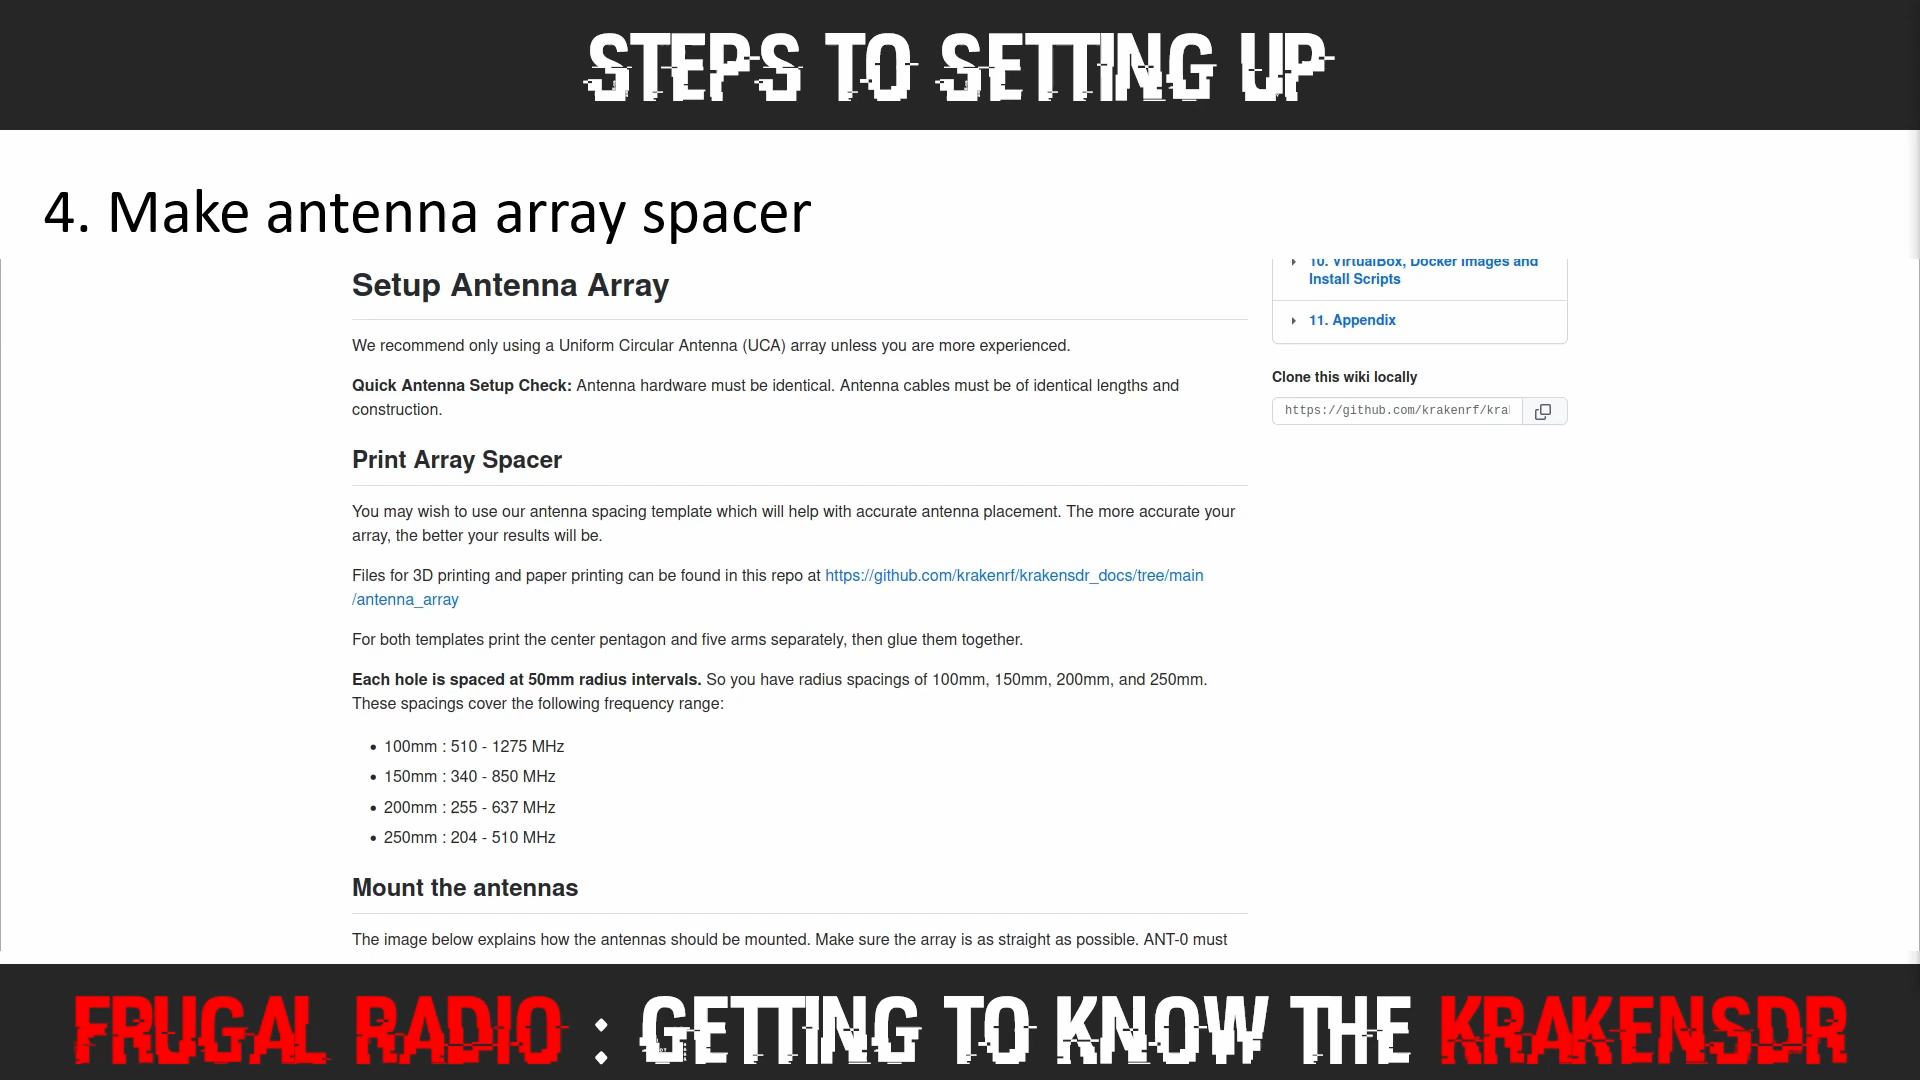 STEPS TO SETTING UP
4. Make antenna array spacer
Setup Antenna Array
We recommend only using a Uniform Circular Antenna (UCA) array unless you are more experienced.
Quick Antenna Setup Check: Antenna hardware must be identical. Antenna cables must be of identical lengths and
construction.
Print Array Spacer
You may wish to use our antenna spacing template which will help with accurate antenna placement. The more accurate your
array, the better your results will be.
Files for 3D printing and paper printing can be found in this repo at https://github.com/krakenrf/krakensdr_docs/tree/main
/antenna_array
For both templates print the center pentagon and five arms separately, then glue them together.
Each hole is spaced at 50mm radius intervals. So you have radius spacings of 100mm, 150mm, 200mm, and 250mm.
These spacings cover the following frequency range:
• 100mm : 510 - 1275 MHz
• 150mm : 340 - 850 MHz
• 200mm : 255 - 637 MHz
• 250mm : 204 - 510 MHz
Mount the antennas
The image below explains how the antennas should be mounted. Make sure the array is as straight as possible. ANT-0 must
10. VirtualBox, Docker Images and
Install Scripts
11. Appendix
Clone this wiki locally
https://github.com/krakenrf/kra
FRUGAL RADIO : GETTING TO KNOW THE KRAKENSDR